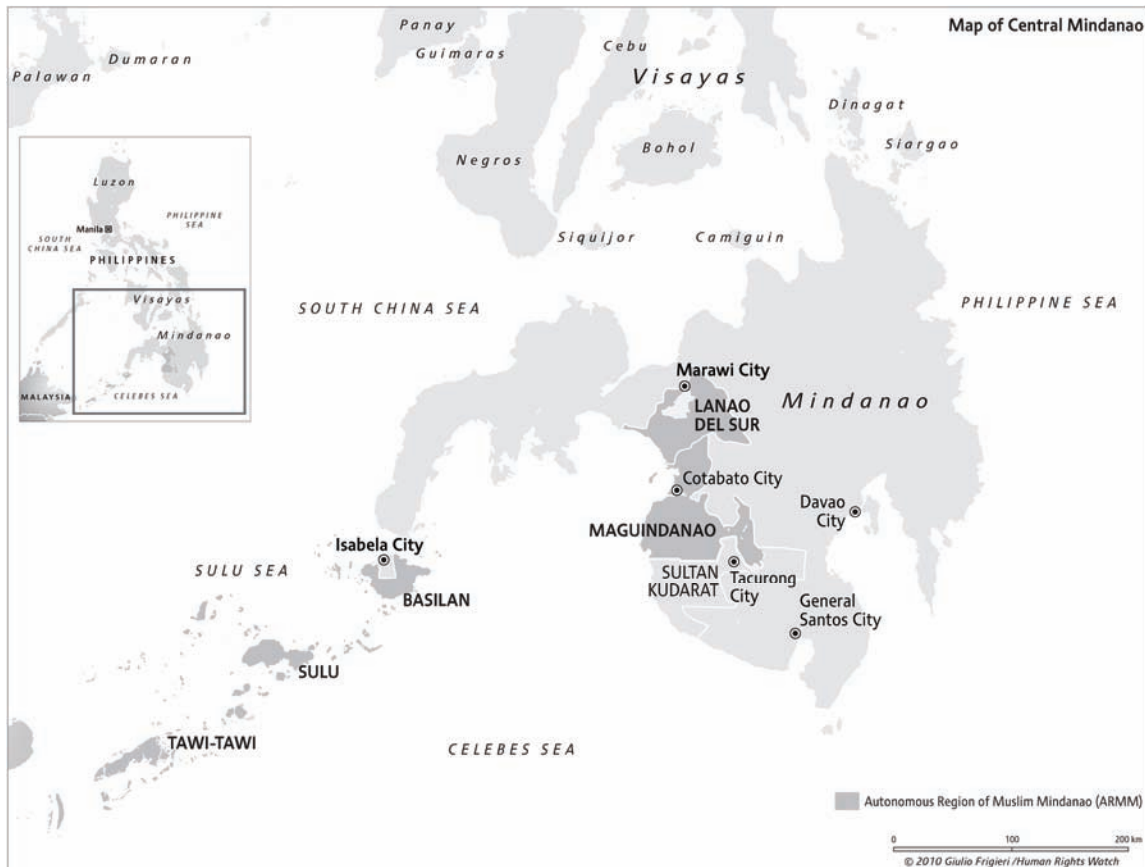 Map of Central Mindanao
Panay
Guimaras
Cebu
Dumaran
Palawan
Visayas
Dinagat
Siargao
Negros
Bohol
Siquijor
Camiguin
Luzon
PHILIPPINE
SEA
Manila
SOUTH
CHINA SEA
PHILIPPINES
Visayas
Mindanao
MALAYSIA
CELEBES SEA
SOUTH CHINA SEA
PHILIPPINE SEA
Marawi City
LANAO
DEL SUR
Mindanao
Cotabato City
Davao
City
MAGUINDANAO
Isabela City
SULU SEA
BASILAN
SULTAN
KUDARAT
Tacurong
City
General
Santos City
SULU
TAWI-TAWI
CELEBES SEA
Autonomous Region of Muslim Mindanao (ARMM)
0 100 200 km
© 2010 Giulio Frigieri /Human Rights Watch